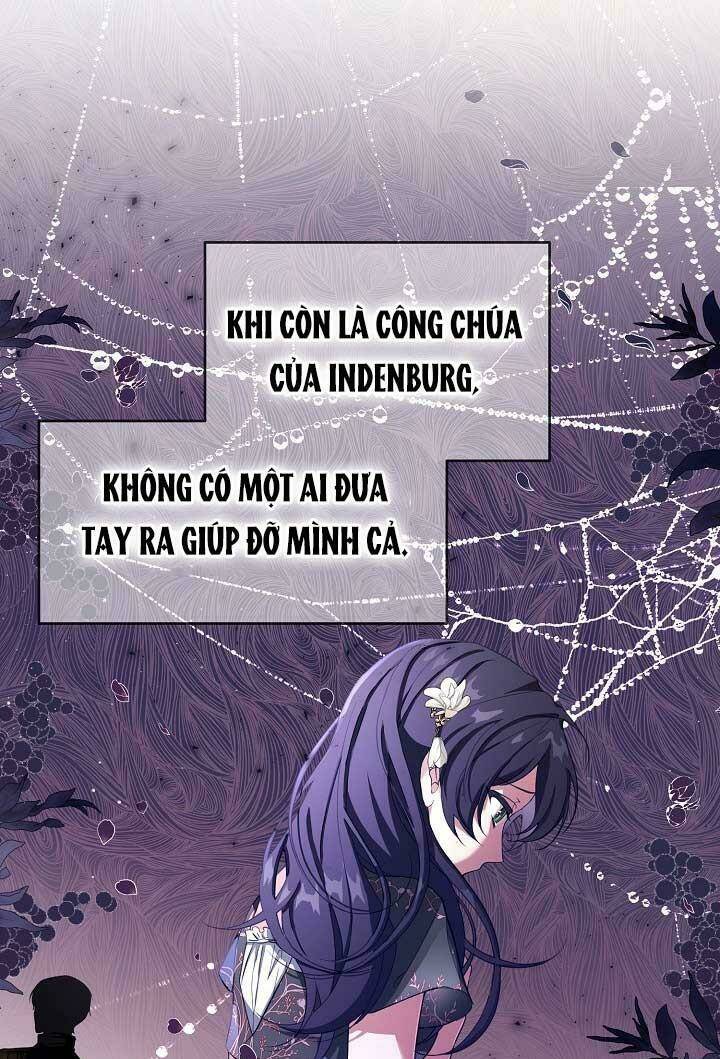 KHI CÒN LÀ CÔNG CHÚA
CỦA INDENBURG,
KHÔNG CÓ MỘT AI ĐƯA
TAY RA GIÚP ĐỠ MÌNH CẢ.